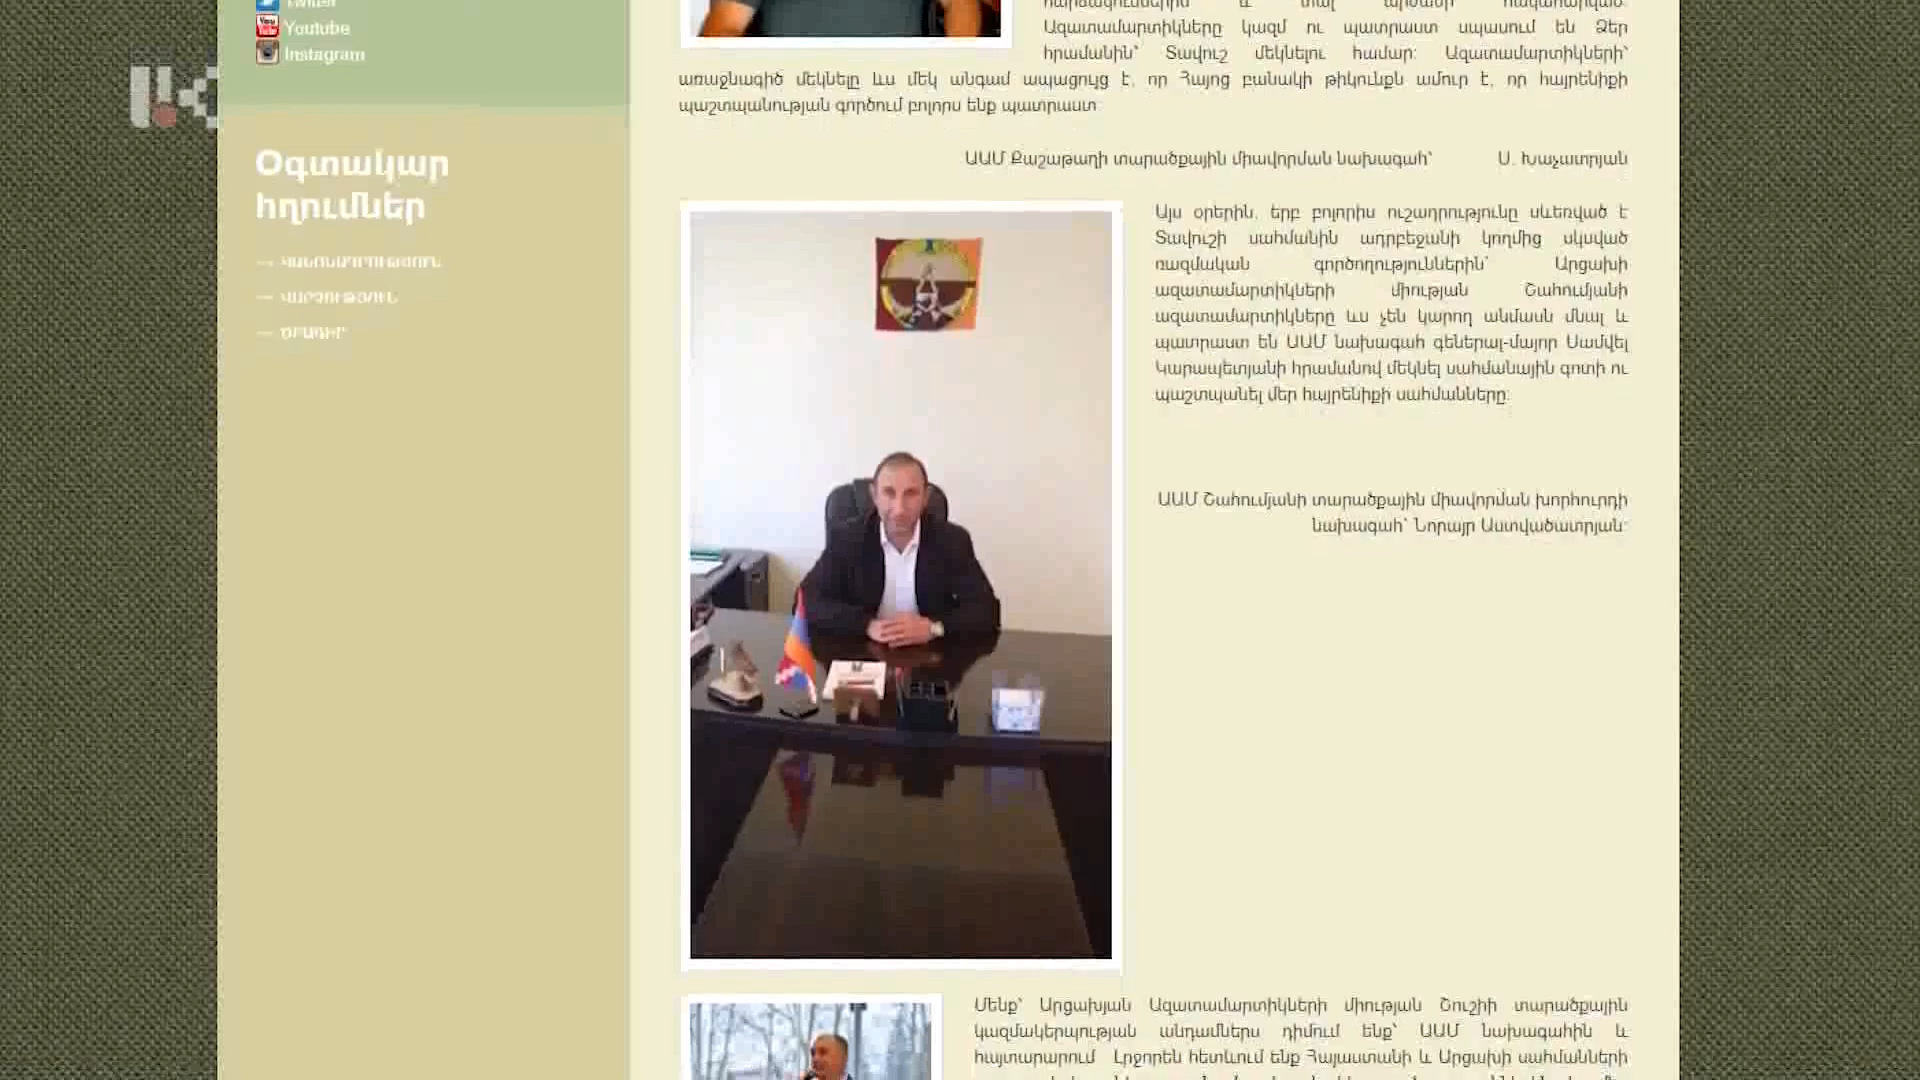 Twitter
Youtube
Instagram
Օգտակար
հղումներ
— ԿԱՆՈՆԱԴՐՈՒԹՅՈՒՆ
— ՎԱՐՉՈՒԹՅՈՒՆ
— ԾՐԱԳԻՐ
Ազատամարտիկները կազմ ու պատրաստ սպասում են Ձեր
հրամանին՝ Տավուշ մեկնելու համար: Ազատամարտիկների՝
առաջնագիծ մեկնելը ևս մեկ անգամ ապացույց է, որ Հայոց բանակի թիկունքն ամուր է, որ հայրենիքի
պաշտպանության գործում բոլորս ենք պատրաստ:
ԱԱՄ Քաշաթաղի տարածքային միավորման նախագահ՝ Ս. Խաչատրյան
Այս օրերին, երբ բոլորիս ուշադրությունը սևեռված է
Տավուշի սահմանին ադրբեջանի կողմից սկսված
ռազմական գործողություններին՝ Արցախի
ազատամարտիկների միության Շահումյանի
ազատամարտիկները ևս չեն կարող անմասն մնալ և
պատրաստ են ԱԱՄ նախագահ գեներալ-մայոր Սամվել
Կարապետյանի հրամանով մեկնել սահմանային գոտի ու
պաշտպանել մեր հայրենիքի սահմանները:
ԱԱՄ Շահումյանի տարածքային միավորման խորհուրդի
նախագահ՝ Նորայր Աստվածատրյան:
Մենք՝ Արցախյան Ազատամարտիկների միության Շուշիի տարածքային
կազմակերպության անդամներս դիմում ենք՝ ԱԱՄ նախագահին և
հայտարարում Լրջորեն հետևում ենք Հայաստանի և Արցախի սահմանների